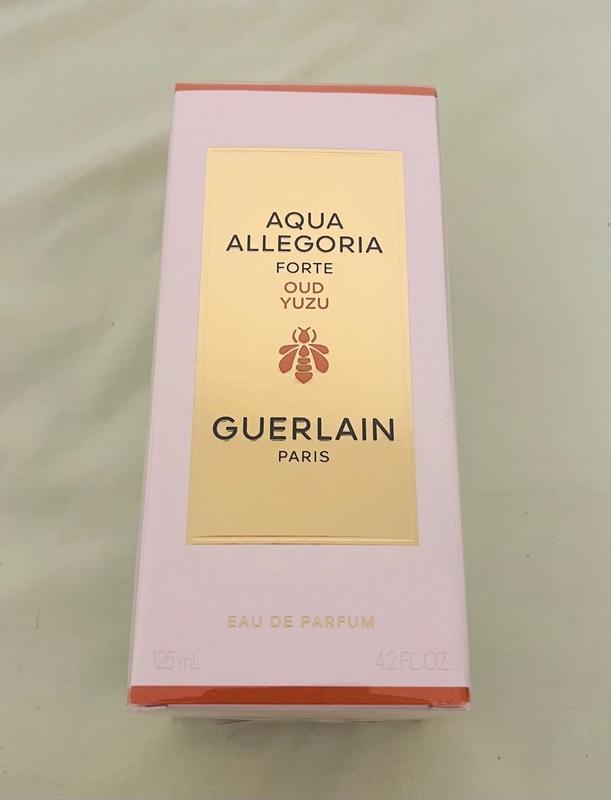 AQUA
ALLEGORIA
FORTE
OUD
YUZU
GUERLAIN
PARIS
EAU DE PARFUM
125 mL 4.2 FL.OZ.